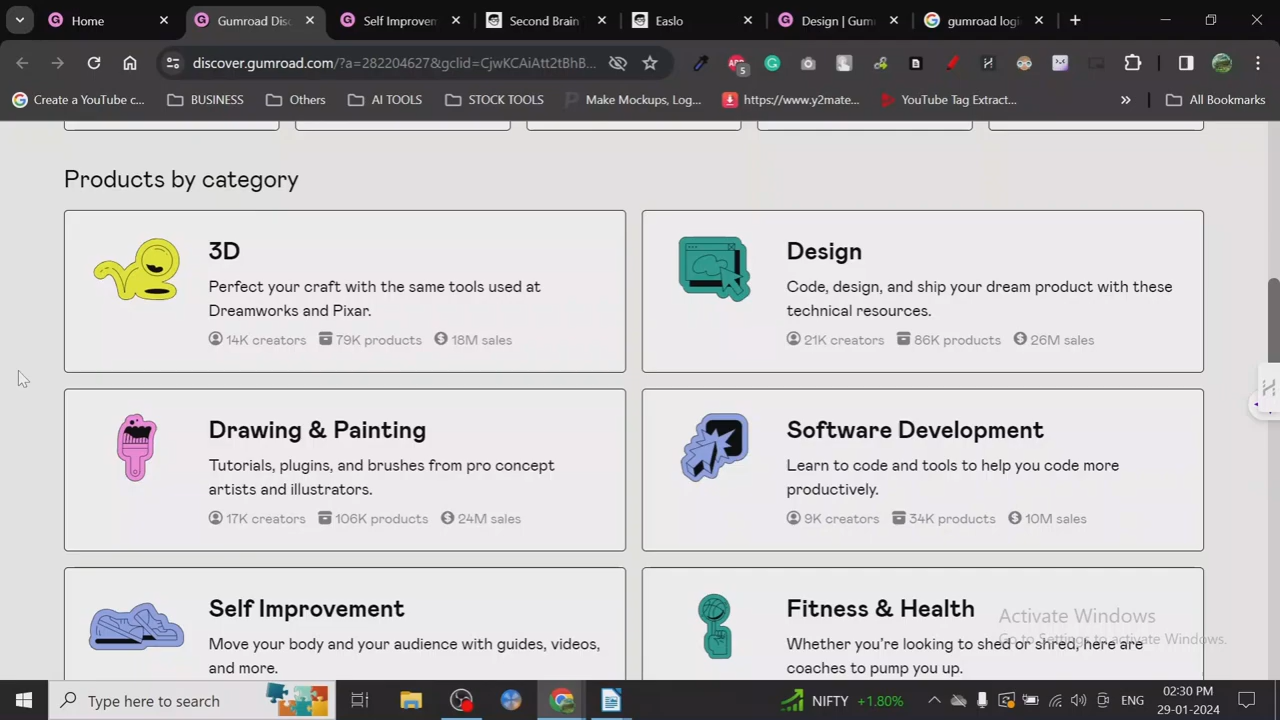 Home
Gumroad Disc
Self Improvem
Second Brain
Easlo
Design | Gum
gumroad logi
discover.gumroad.com/?a=282204627&gclid=CjwKCAiAtt2tBhB...
5
Create a YouTube c...
BUSINESS
Others
AI TOOLS
STOCK TOOLS
Make Mockups, Log...
https://www.y2mate...
YouTube Tag Extract...
All Bookmarks
Products by category
3D
Perfect your craft with the same tools used at
Dreamworks and Pixar.
14K creators 79K products 18M sales
Design
Code, design, and ship your dream product with these
technical resources.
21K creators 86K products 26M sales
Drawing & Painting
Tutorials, plugins, and brushes from pro concept
artists and illustrators.
17K creators 106K products 24M sales
Software Development
Learn to code and tools to help you code more
productively.
9K creators 34K products 10M sales
Self Improvement
Move your body and your audience with guides, videos,
and more.
Fitness & Health
Whether you're looking to shed or shred, here are
coaches to pump you up.
Activate Windows
Go to Settings to activate Windows.
Type here to search
NIFTY +1.80%
ENG
02:30 PM
29-01-2024